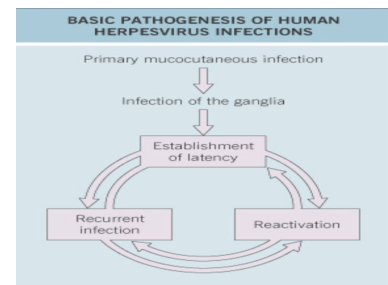 BASIC PATHOGENESIS OF HUMAN
HERPESVIRUS INFECTIONS
Primary mucocutaneous infection
Infection of the ganglia
Establishment
of latency
Recurrent
infection
Reactivation